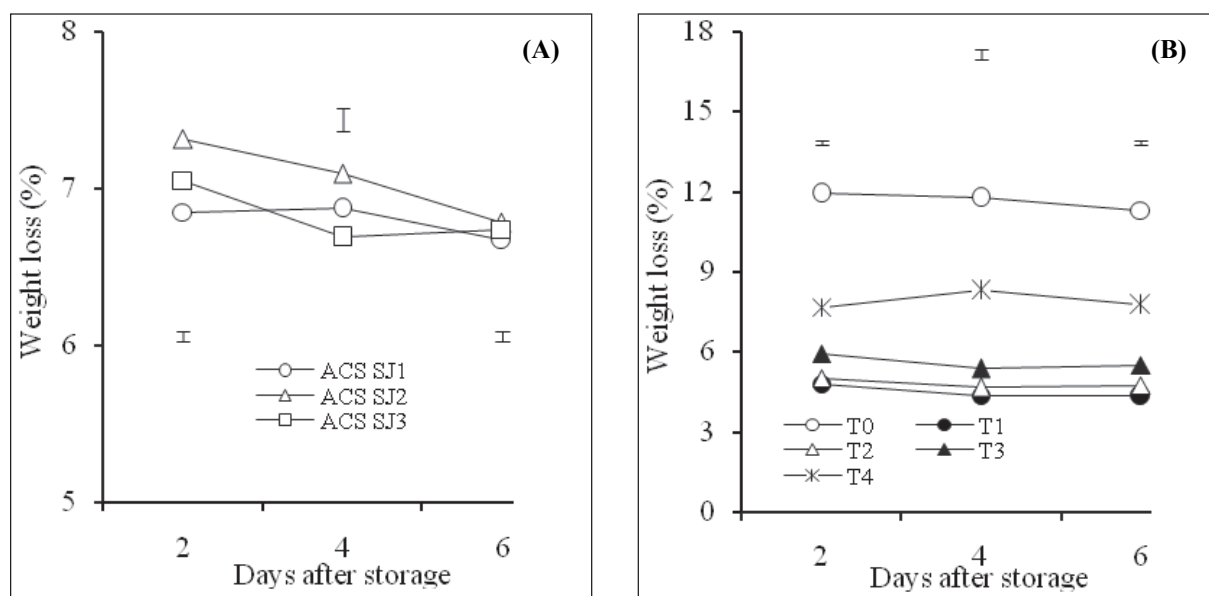 (A)
Weight loss (%)
8
7
6
5
ACS SJ1
ACS SJ2
ACS SJ3
2 4 6
Days after storage
(B)
Weight loss (%)
18
15
12
9
6
3
0
T0 T1
T2 T3
T4
2 4 6
Days after storage